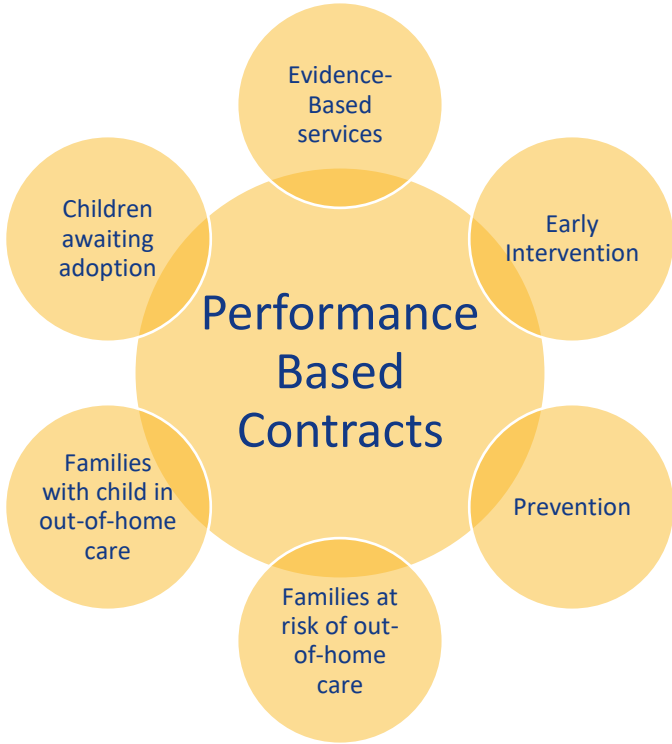 Evidence-
Based
services
Children
awaiting
adoption
Early
Intervention
Performance
Based
Contracts
Families
with child in
out-of-home
care
Prevention
Families at
risk of out-
of-home
care